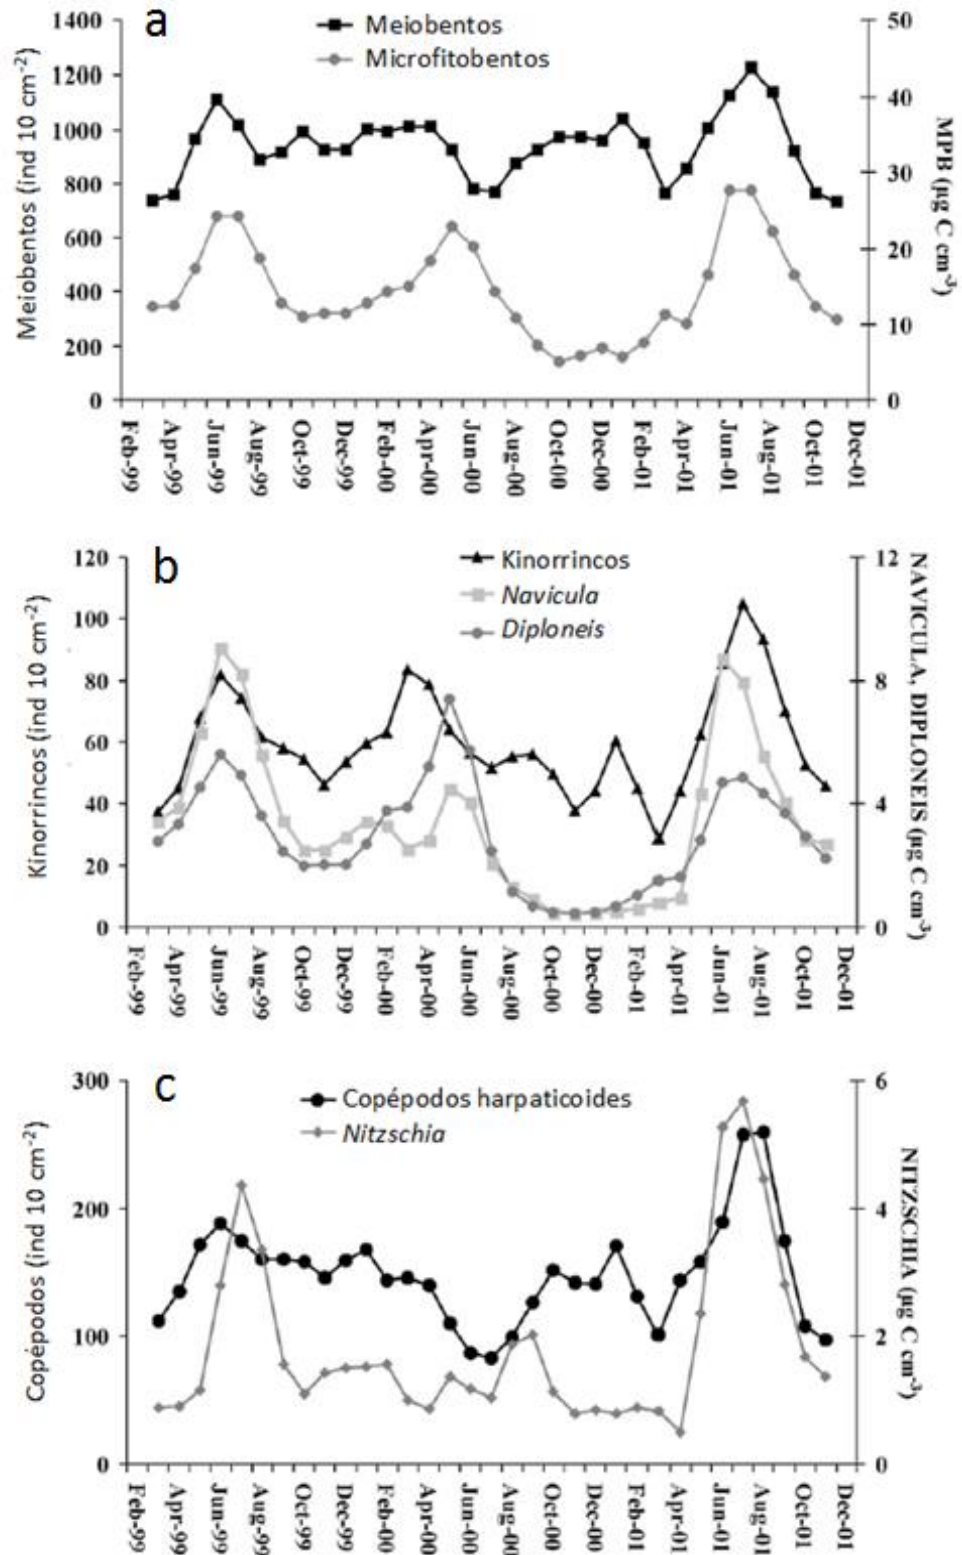 a
Meiobentos
Microfitobentos
1400
1200
1000
800
600
400
200
0
Meiobentos (ind 10 cm-2)
50
40
30
20
10
0
MPB (µg C cm-3)
Feb-99
Apr-99
Jun-99
Aug-99
Oct-99
Dec-99
Feb-00
Apr-00
Jun-00
Aug-00
Oct-00
Dec-00
Feb-01
Apr-01
Jun-01
Aug-01
Oct-01
Dec-01
b
Kinorrincos
Navicula
Diploneis
120
100
80
60
40
20
0
Kinorrincos (ind 10 cm-2)
12
8
4
0
NAVICULA, DIPLONEIS (µg C cm-3)
Feb-99
Apr-99
Jun-99
Aug-99
Oct-99
Dec-99
Feb-00
Apr-00
Jun-00
Aug-00
Oct-00
Dec-00
Feb-01
Apr-01
Jun-01
Aug-01
Oct-01
Dec-01
c
Copépodos harpaticoides
Nitzschia
300
200
100
0
Copépodos (ind 10 cm-2)
6
4
2
0
NITZSCHIA (µg C cm-3)
Feb-99
Apr-99
Jun-99
Aug-99
Oct-99
Dec-99
Feb-00
Apr-00
Jun-00
Aug-00
Oct-00
Dec-00
Feb-01
Apr-01
Jun-01
Aug-01
Oct-01
Dec-01